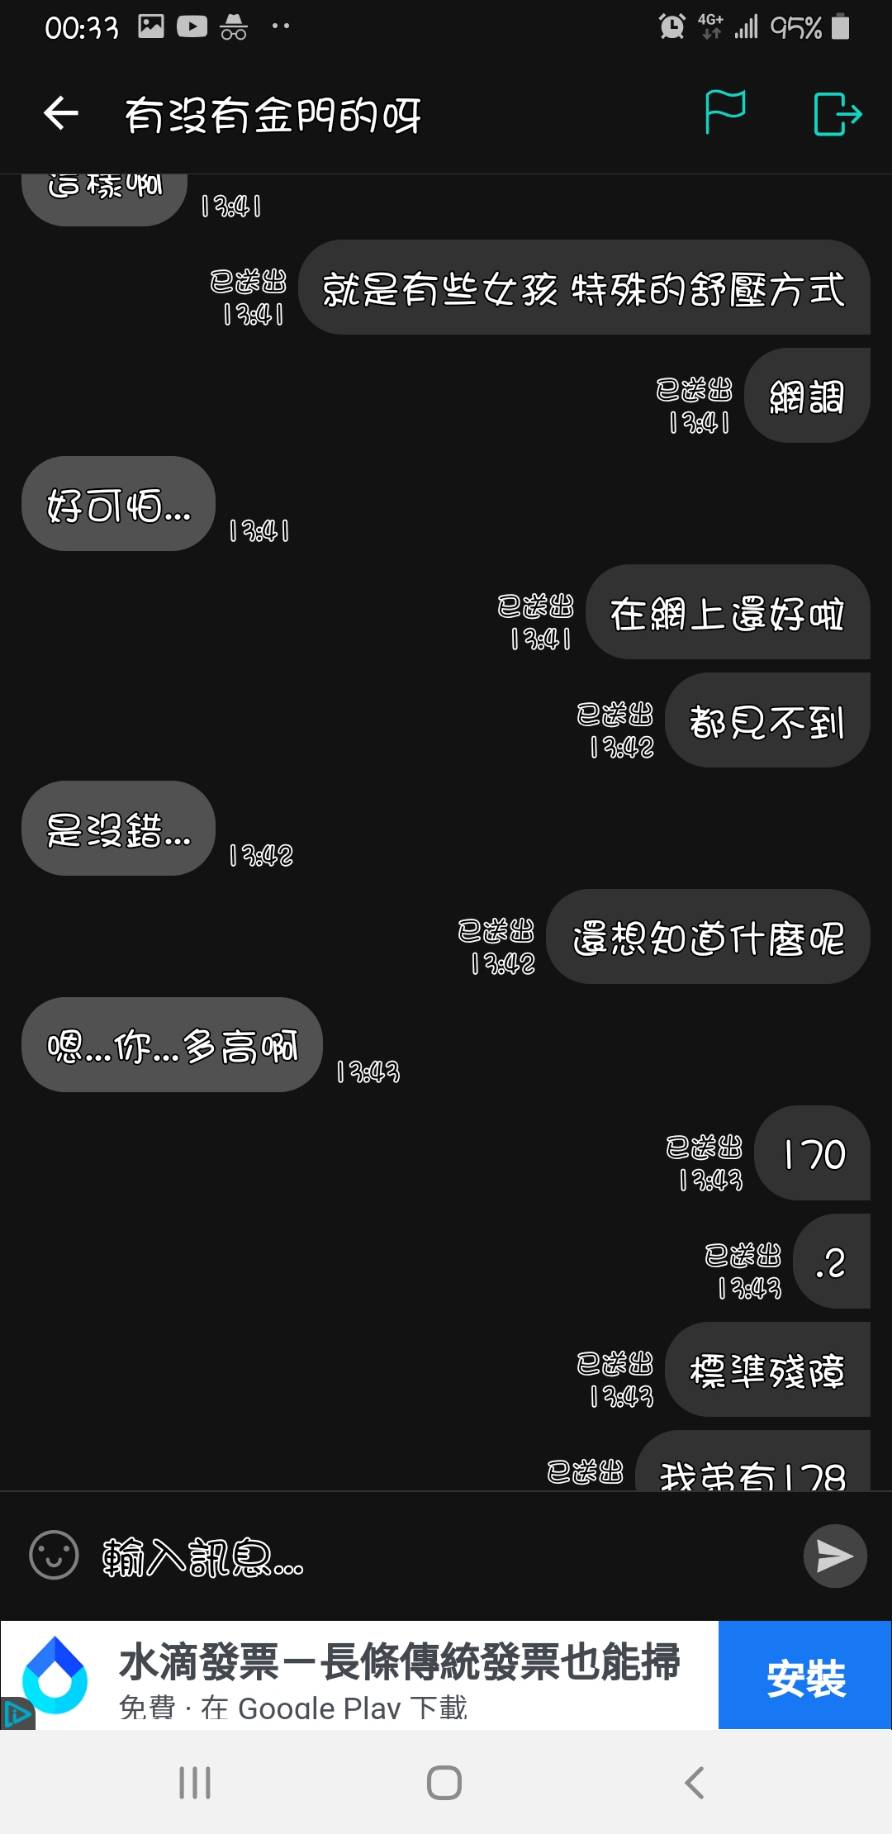 00:33
4G+
95%
有沒有金門的呀
這樣啊
13:41
就是有些女孩 特殊的舒壓方式
已送出
13:41
網調
已送出
13:41
好可怕...
13:41
在網上還好啦
已送出
13:41
都見不到
已送出
13:42
是沒錯...
13:42
還想知道什麼呢
已送出
13:42
嗯...你...多高啊
13:43
170
已送出
13:43
.2
已送出
13:43
標準殘障
已送出
13:43
我弟有178
已送出
輸入訊息...
水滴發票－長條傳統發票也能掃
免費 · 在 Google Play 下載
安裝